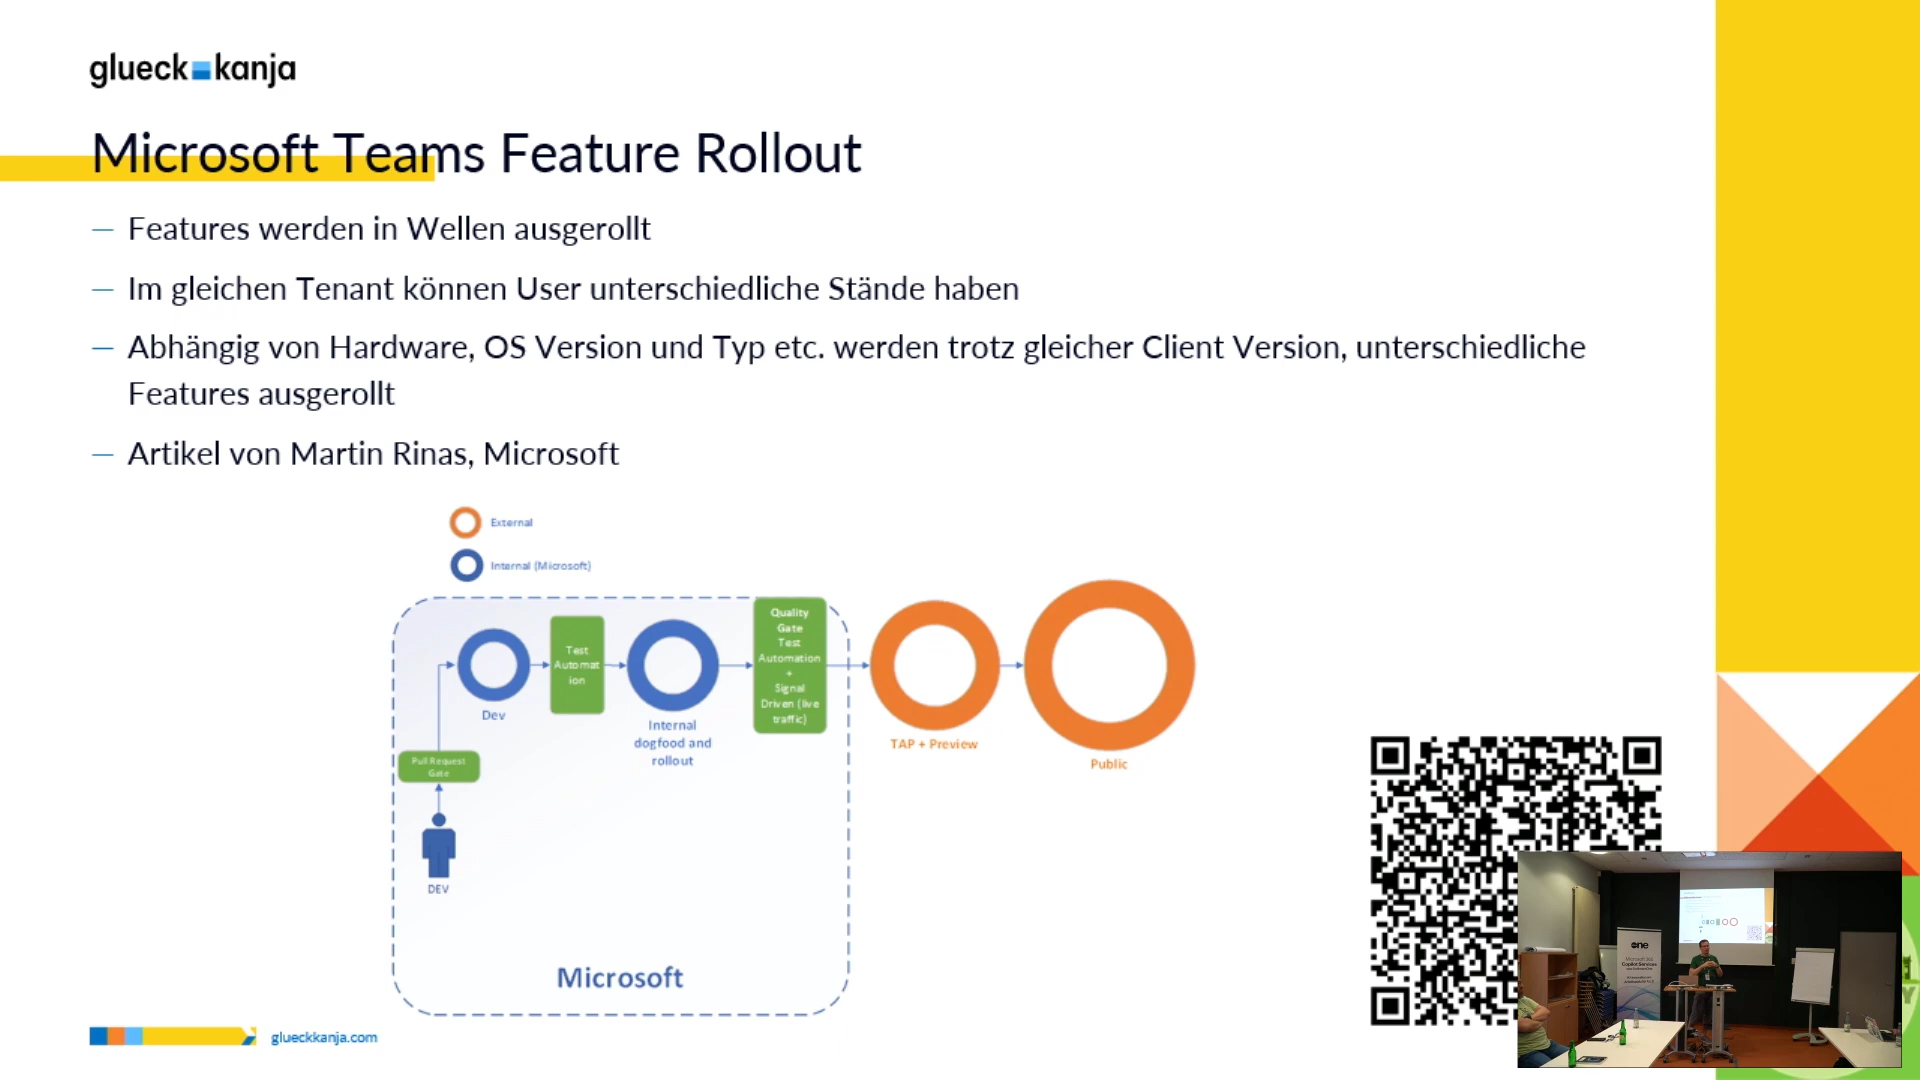 glueck kanja
Microsoft Teams Feature Rollout
— Features werden in Wellen ausgerollt
— Im gleichen Tenant können User unterschiedliche Stände haben
— Abhängig von Hardware, OS Version und Typ etc. werden trotz gleicher Client Version, unterschiedliche
Features ausgerollt
— Artikel von Martin Rinas, Microsoft
External
Internal (Microsoft)
Quality
Gate
Test
Automation
+
Signal
Driven (live
traffic)
Test
Automat
ion
Dev
Internal
dogfood and
rollout
TAP + Preview
Public
Pull Request
Gate
DEV
Microsoft
glueckkanja.com
one
Copilot Services